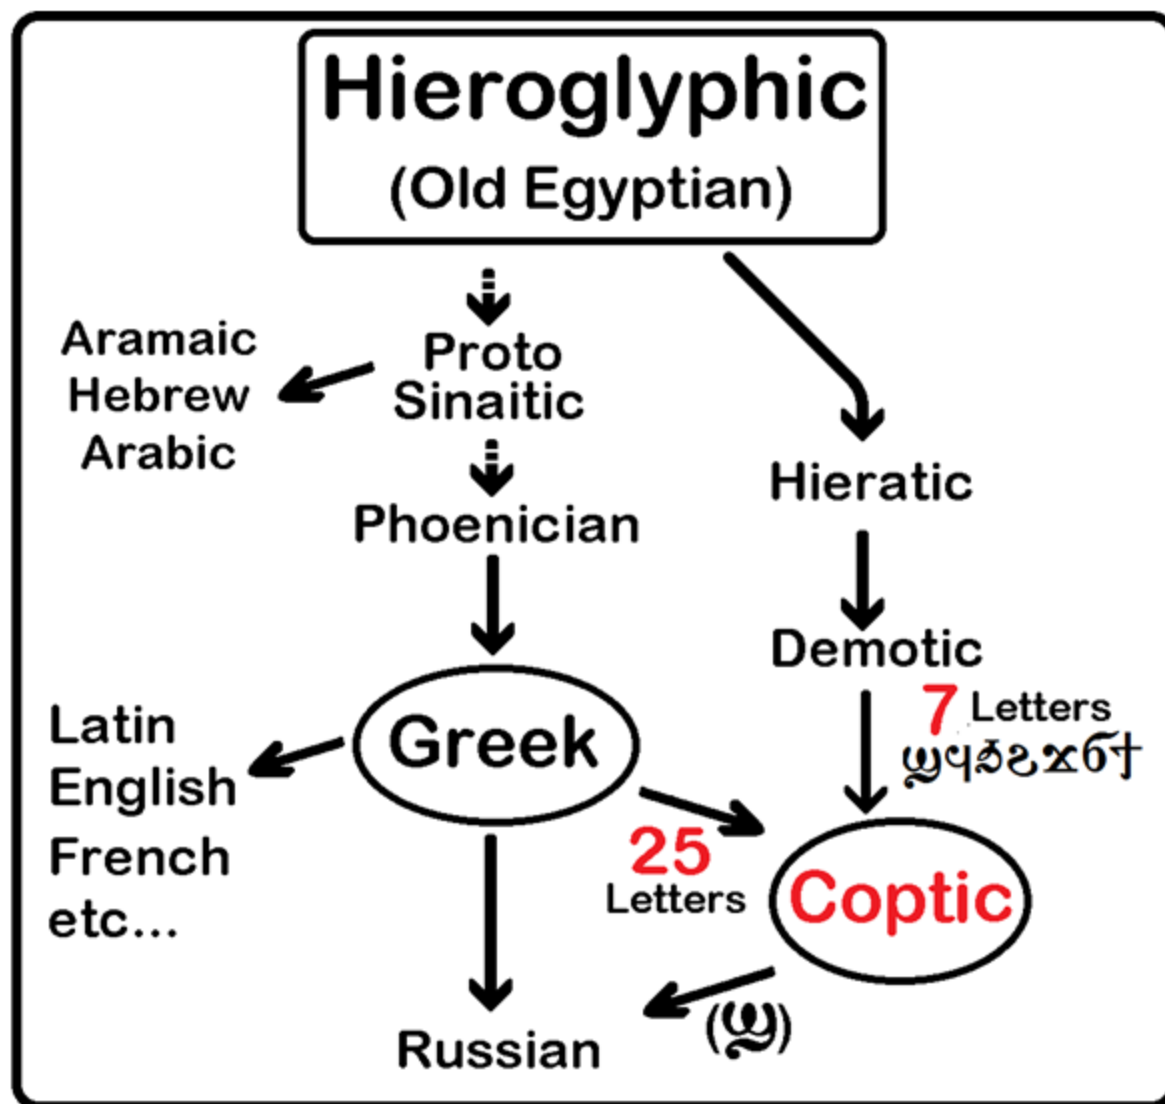 Hieroglyphic
(Old Egyptian)
Aramaic
Hebrew
Arabic
Proto
Sinaitic
Phoenician
Hieratic
Demotic
7 Letters
ϣϥϧϩϫϭϯ
Latin
English
French
etc...
Greek
25
Letters
Coptic
Russian
(Ϣ)